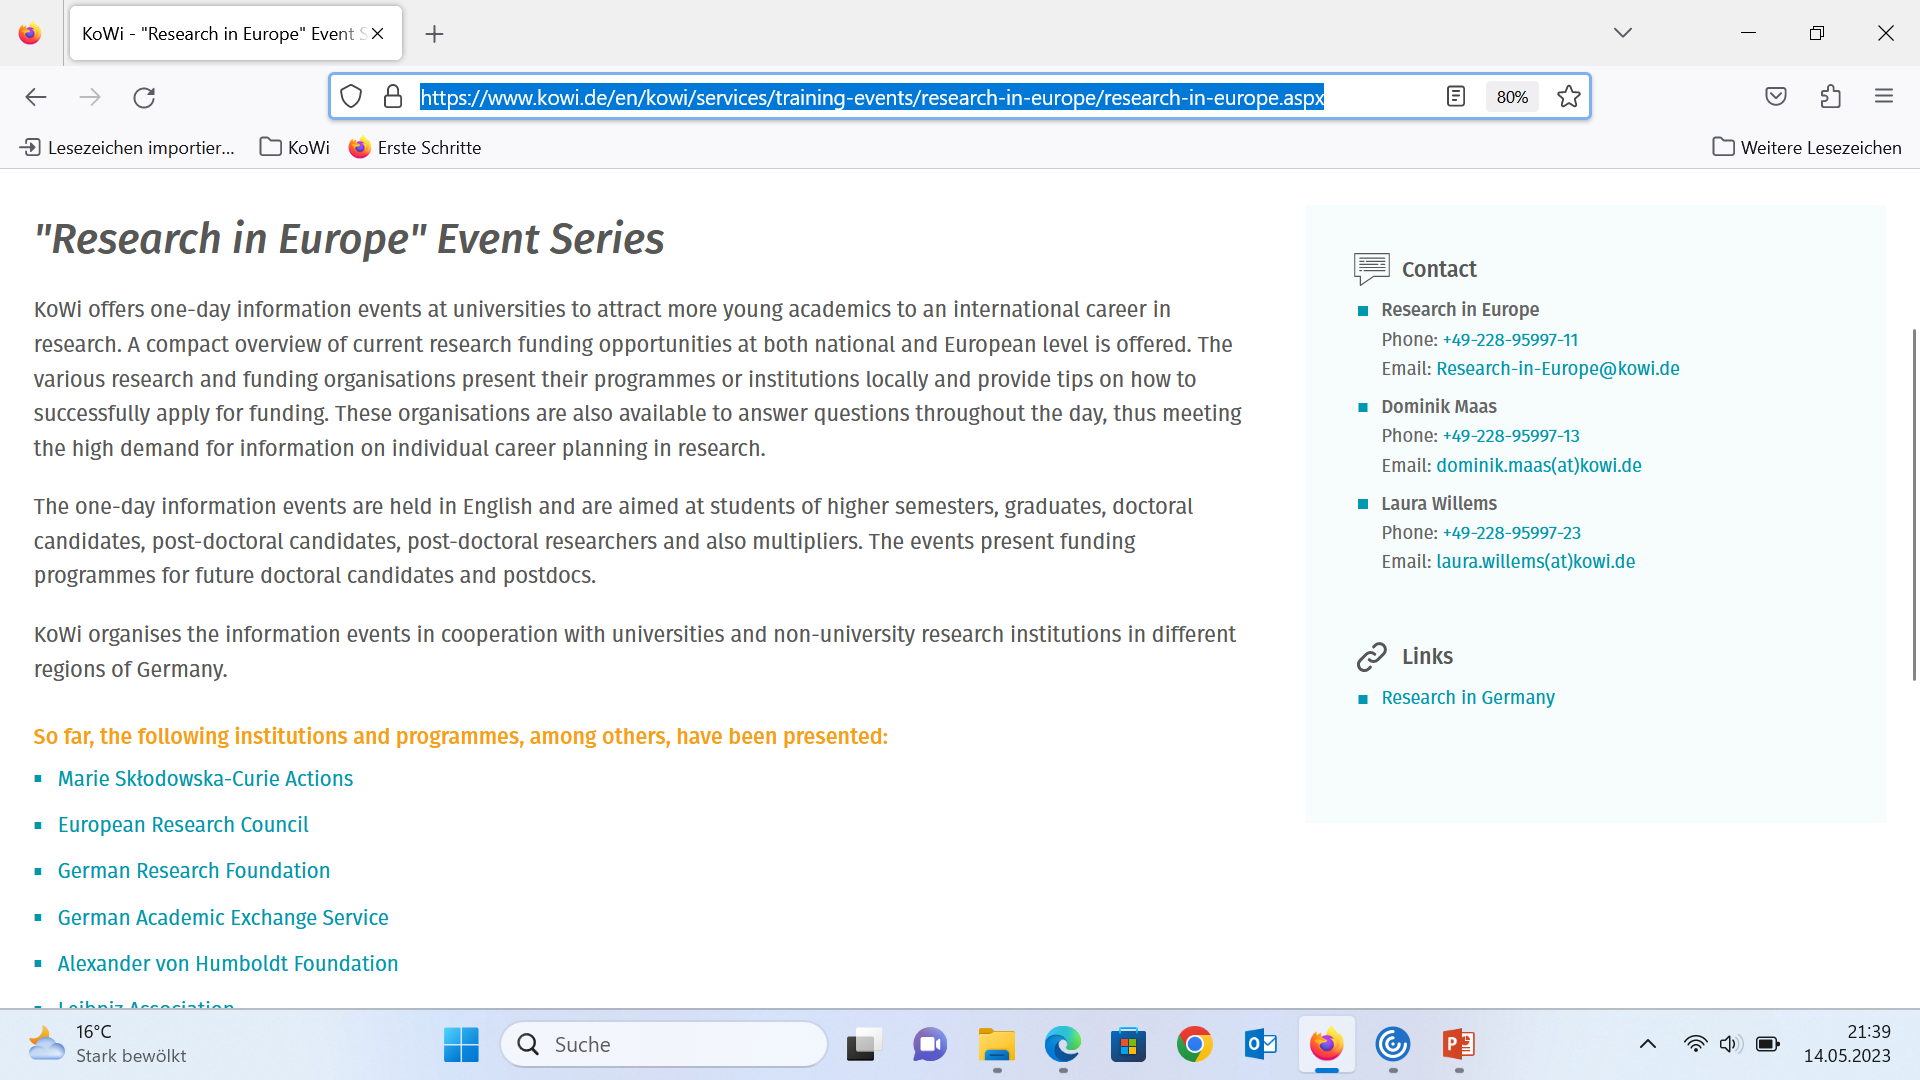 KoWi - "Research in Europe" Event S
https://www.kowi.de/en/kowi/services/training-events/research-in-europe/research-in-europe.aspx
80%
Lesezeichen importier...
KoWi
Erste Schritte
Weitere Lesezeichen
"Research in Europe" Event Series
KoWi offers one-day information events at universities to attract more young academics to an international career in
research. A compact overview of current research funding opportunities at both national and European level is offered. The
various research and funding organisations present their programmes or institutions locally and provide tips on how to
successfully apply for funding. These organisations are also available to answer questions throughout the day, thus meeting
the high demand for information on individual career planning in research.
The one-day information events are held in English and are aimed at students of higher semesters, graduates, doctoral
candidates, post-doctoral candidates, post-doctoral researchers and also multipliers. The events present funding
programmes for future doctoral candidates and postdocs.
KoWi organises the information events in cooperation with universities and non-university research institutions in different
regions of Germany.
So far, the following institutions and programmes, among others, have been presented:
Marie Skłodowska-Curie Actions
European Research Council
German Research Foundation
German Academic Exchange Service
Alexander von Humboldt Foundation
Leibniz Association
Contact
Research in Europe
Phone: +49-228-95997-11
Email: Research-in-Europe@kowi.de
Dominik Maas
Phone: +49-228-95997-13
Email: dominik.maas(at)kowi.de
Laura Willems
Phone: +49-228-95997-23
Email: laura.willems(at)kowi.de
Links
Research in Germany
16°C
Stark bewölkt
Suche
21:39
14.05.2023